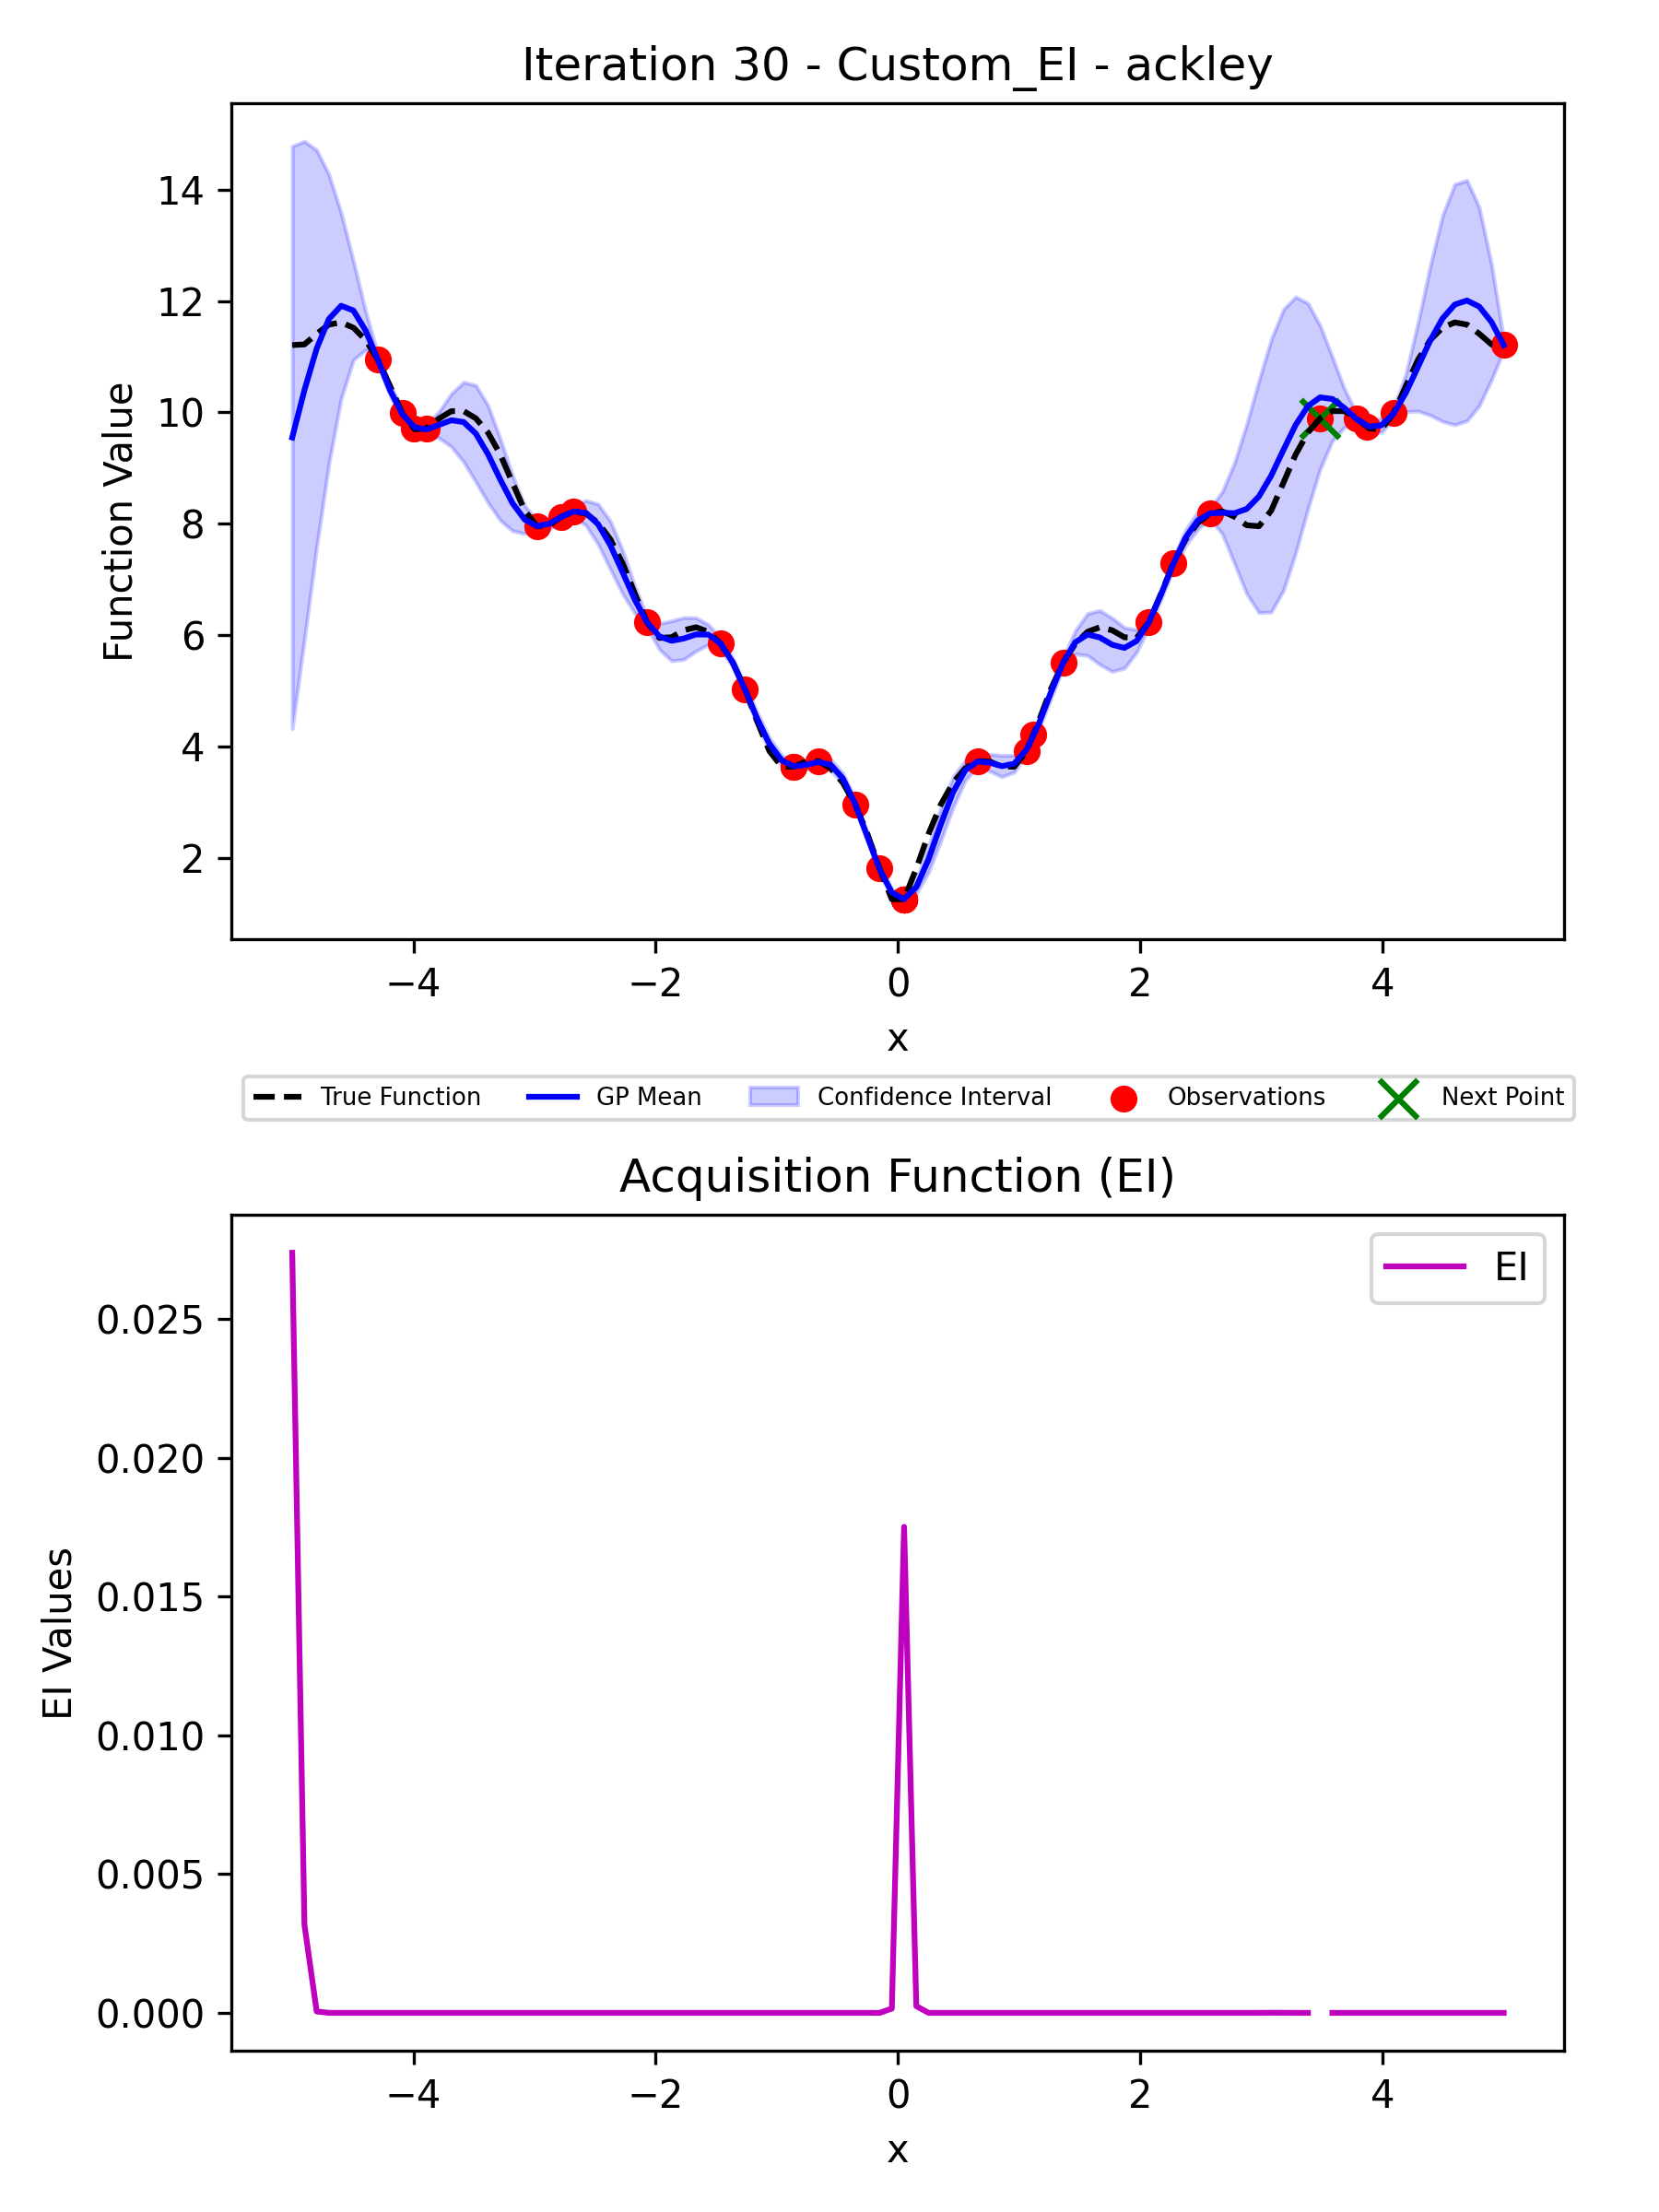 Iteration 30 - Custom_EI - ackley
14
12
10
8
6
4
2
Function Value
−4 −2 0 2 4
x
True Function GP Mean Confidence Interval Observations Next Point
Acquisition Function (EI)
EI
0.025
0.020
0.015
0.010
0.005
0.000
EI Values
−4 −2 0 2 4
x